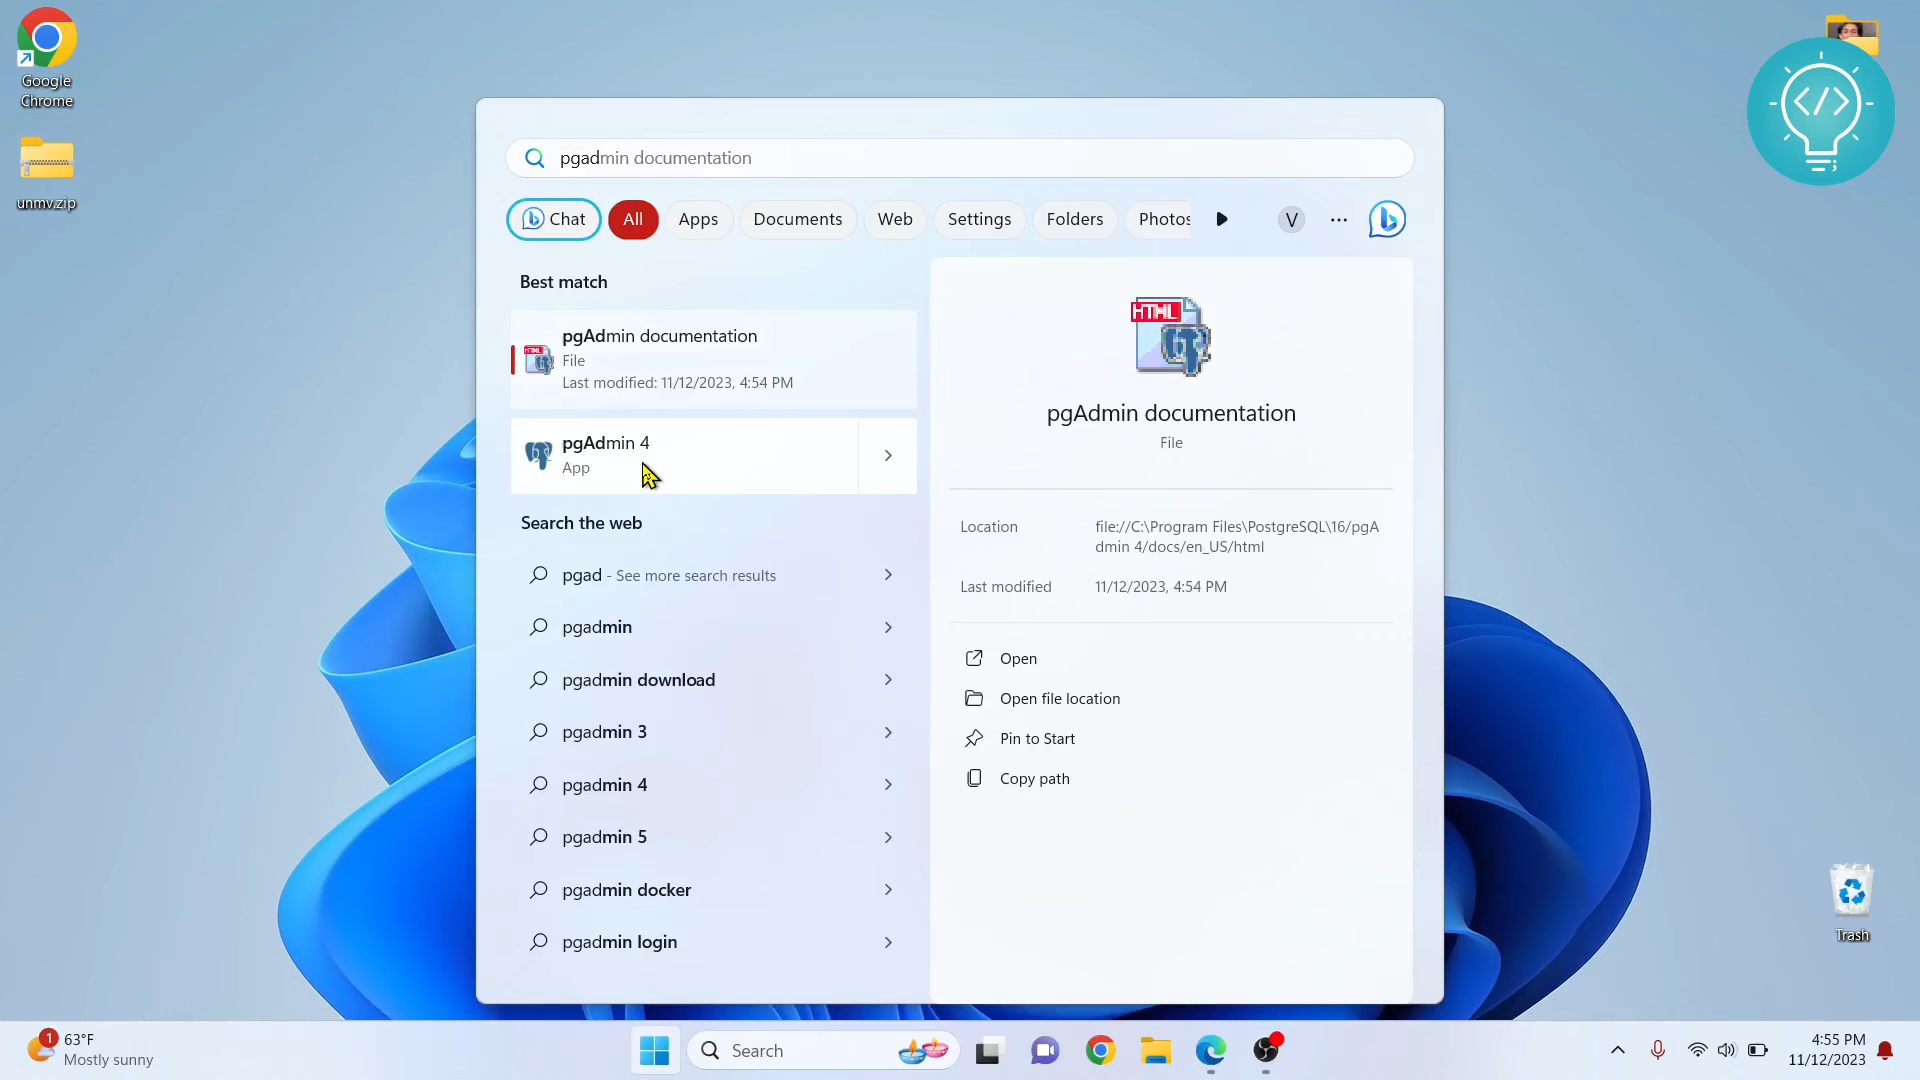 Google
Chrome
unmv.zip
</>
pgadmin documentation
Chat
All
Apps
Documents
Web
Settings
Folders
Photos
V
Best match
pgAdmin documentation
File
Last modified: 11/12/2023, 4:54 PM
pgAdmin 4
App
Search the web
pgad - See more search results
pgadmin
pgadmin download
pgadmin 3
pgadmin 4
pgadmin 5
pgadmin docker
pgadmin login
HTML
pgAdmin documentation
File
Location
file://C:\Program Files\PostgreSQL\16/pgA
dmin 4/docs/en_US/html
Last modified
11/12/2023, 4:54 PM
Open
Open file location
Pin to Start
Copy path
Trash
1
63°F
Mostly sunny
Search
4:55 PM
11/12/2023